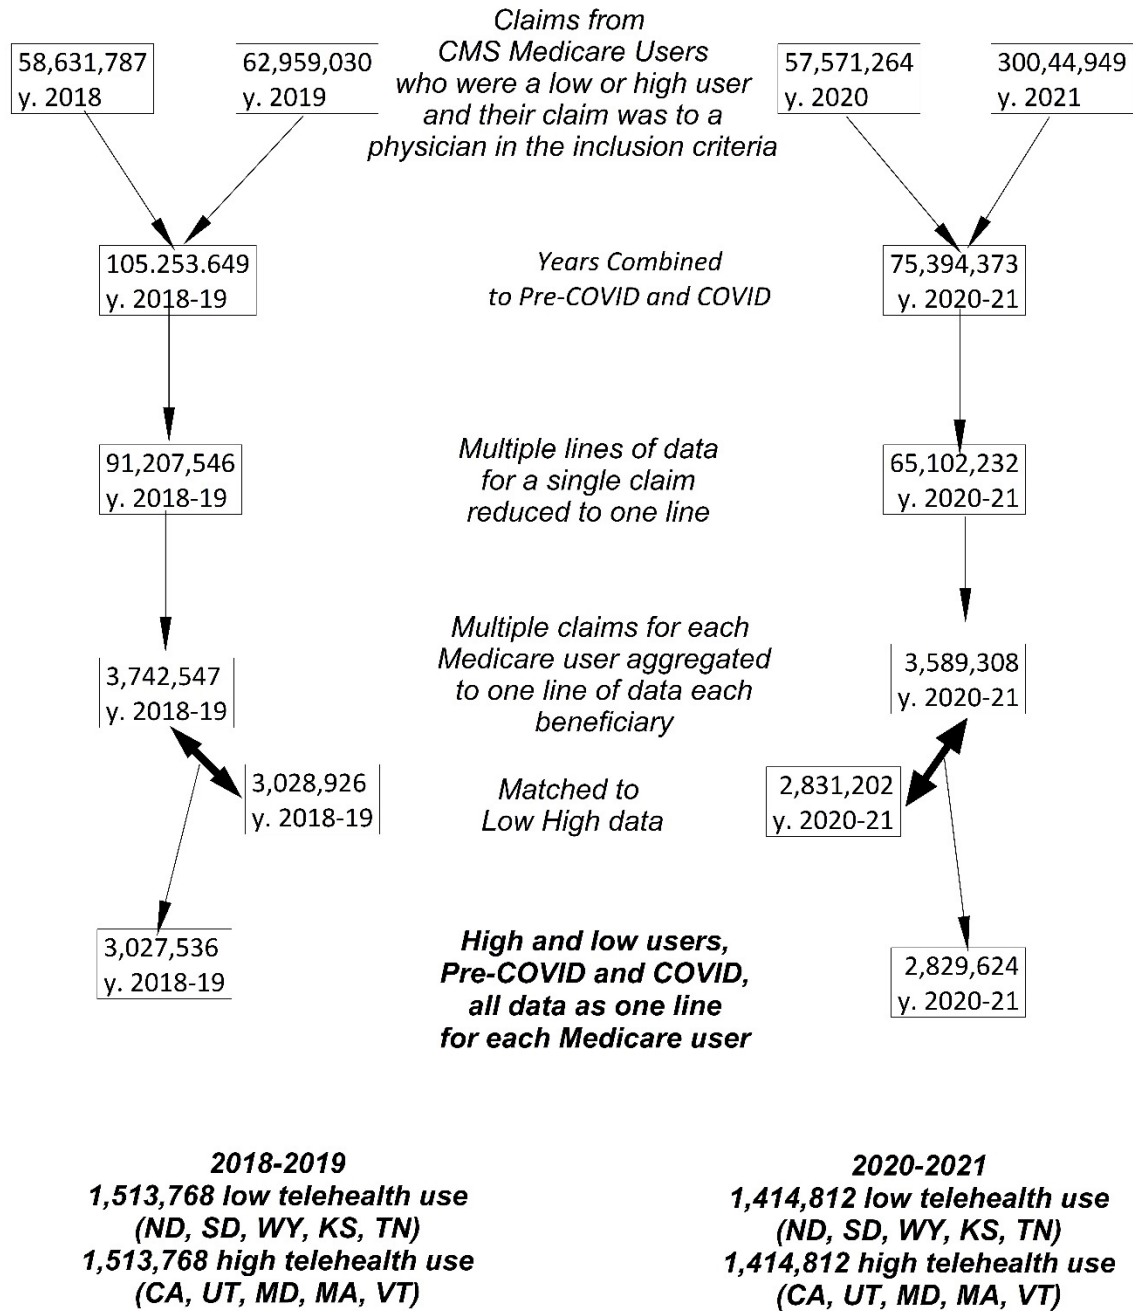 Claims from
CMS Medicare Users
who were a low or high user
and their claim was to a
physician in the inclusion criteria
58,631,787
y. 2018
62,959,030
y. 2019
57,571,264
y. 2020
300,44,949
y. 2021
105.253.649
y. 2018-19
Years Combined
to Pre-COVID and COVID
75,394,373
y. 2020-21
91,207,546
y. 2018-19
Multiple lines of data
for a single claim
reduced to one line
65,102,232
y. 2020-21
3,742,547
y. 2018-19
Multiple claims for each
Medicare user aggregated
to one line of data each
beneficiary
3,589,308
y. 2020-21
3,028,926
y. 2018-19
Matched to
Low High data
2,831,202
y. 2020-21
3,027,536
y. 2018-19
High and low users,
Pre-COVID and COVID,
all data as one line
for each Medicare user
2,829,624
y. 2020-21
2018-2019
1,513,768 low telehealth use
(ND, SD, WY, KS, TN)
1,513,768 high telehealth use
(CA, UT, MD, MA, VT)
2020-2021
1,414,812 low telehealth use
(ND, SD, WY, KS, TN)
1,414,812 high telehealth use
(CA, UT, MD, MA, VT)